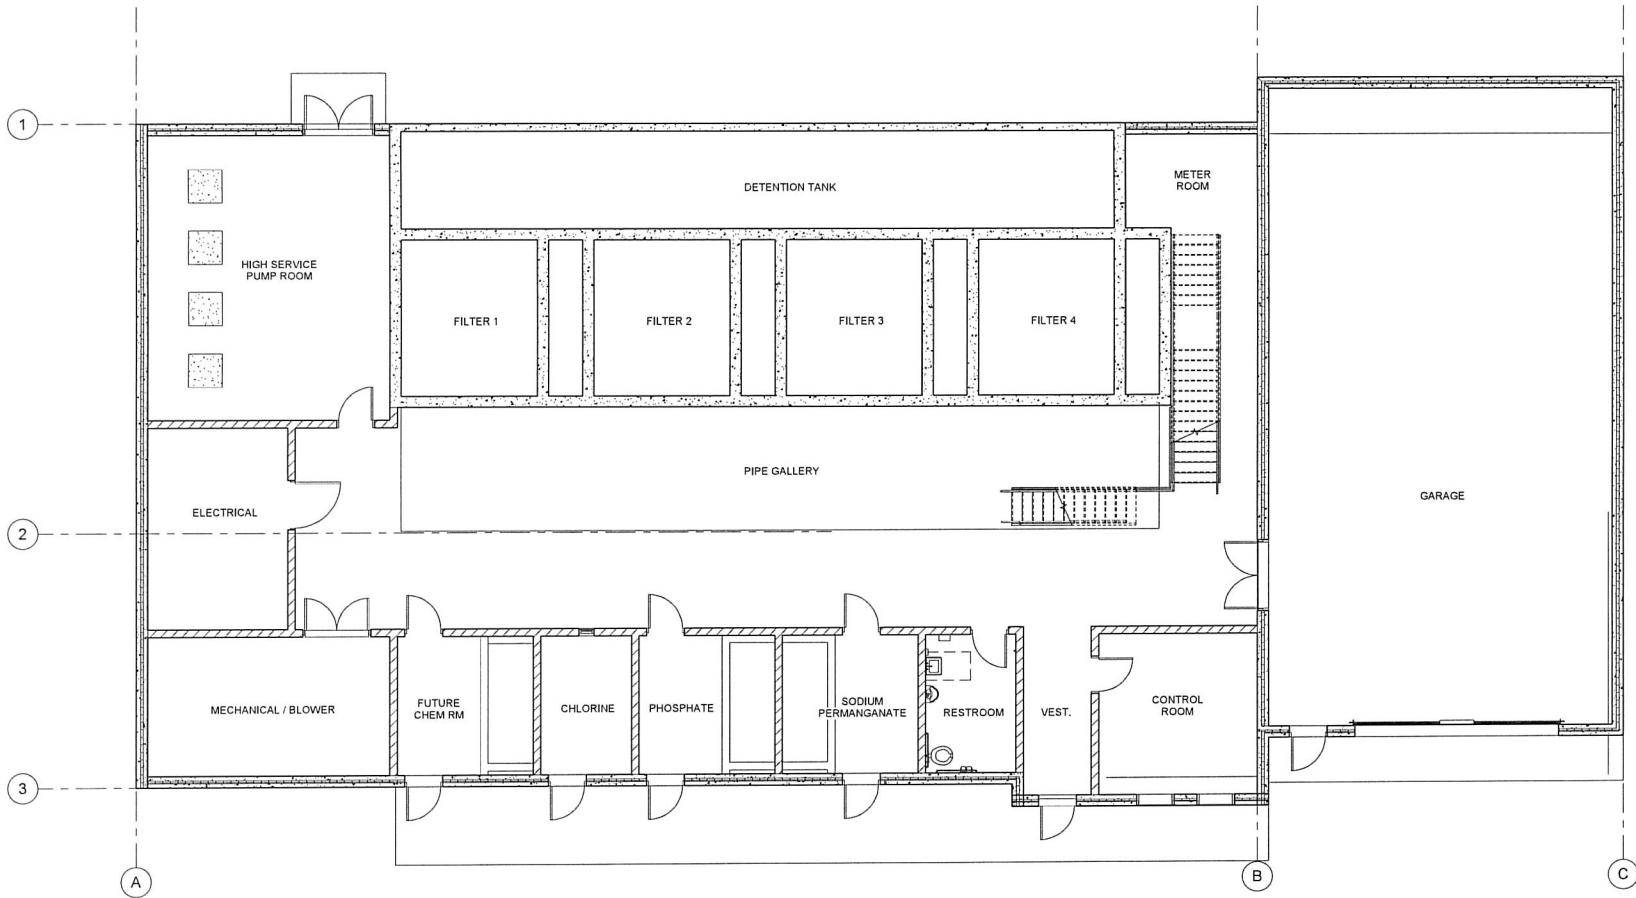 1
DETENTION TANK
METER
ROOM
HIGH SERVICE
PUMP ROOM
FILTER 1
FILTER 2
FILTER 3
FILTER 4
PIPE GALLERY
GARAGE
ELECTRICAL
2
MECHANICAL / BLOWER
FUTURE
CHEM RM
CHLORINE
PHOSPHATE
SODIUM
PERMANGANATE
RESTROOM
VEST.
CONTROL
ROOM
3
A
B
C